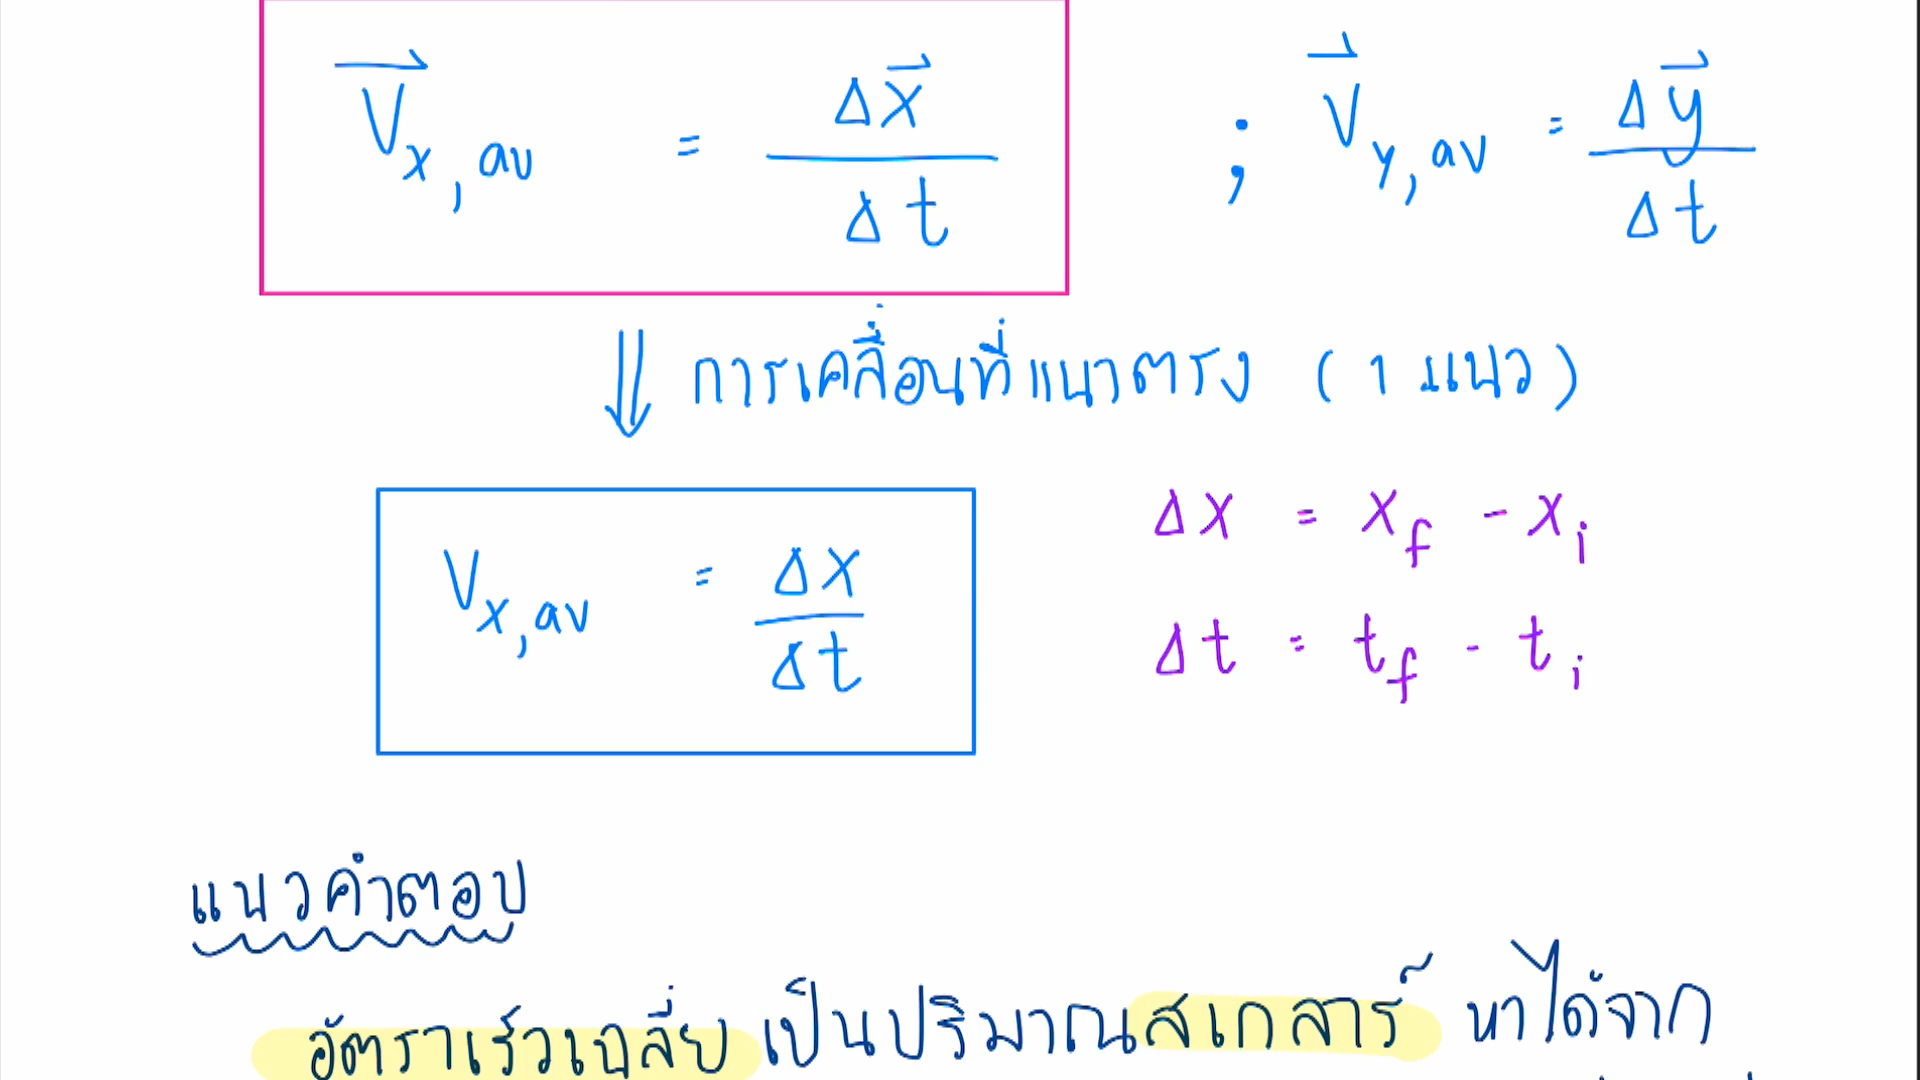 V⃗x,av = Δx⃗/Δt ; V⃗y,av = Δy⃗/Δt
⇓ การเคลื่อนที่แนวตรง (1 แนว)
Vx,av = Δx/Δt
Δx = xf - xi
Δt = tf - ti
แนวคำตอบ
อัตราเร็วเฉลี่ย เป็นปริมาณสเกลาร์ หาได้จาก